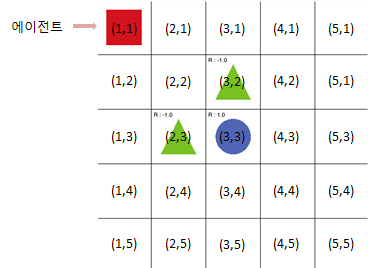 에이전트
(1,1) (2,1) (3,1) (4,1) (5,1)
R : -1.0
(1,2) (2,2) (3,2) (4,2) (5,1)
R : -1.0 R : 1.0
(1,3) (2,3) (3,3) (4,3) (5,3)
(1,4) (2,4) (3,4) (4,4) (5,4)
(1,5) (2,5) (3,5) (4,5) (5,5)